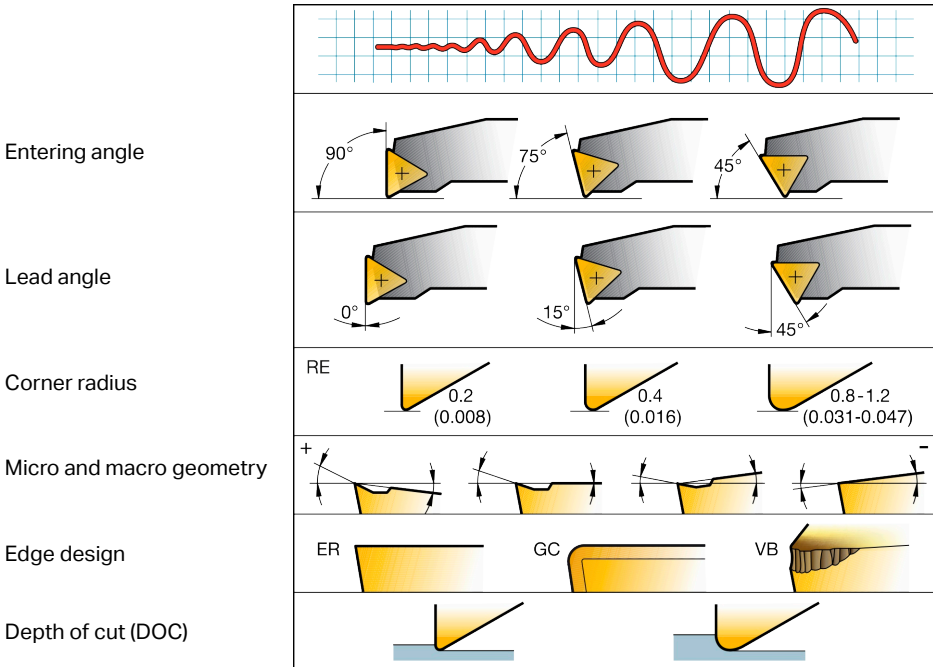 Entering angle
90°
75°
45°
Lead angle
0°
15°
45°
Corner radius
RE
0.2
(0.008)
0.4
(0.016)
0.8-1.2
(0.031-0.047)
Micro and macro geometry
+
-
Edge design
ER
GC
VB
Depth of cut (DOC)